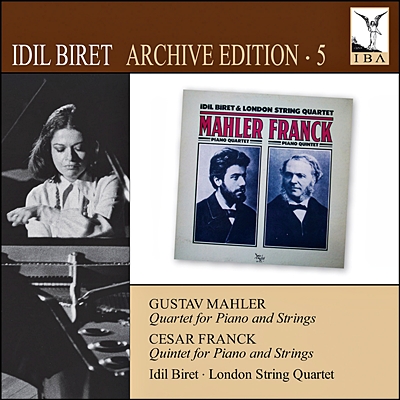 IDIL BIRET ARCHIVE EDITION · 5
IBA
IDIL BIRET & LONDON STRING QUARTET
MAHLER FRANCK
PIANO QUARTET PIANO QUINTET
GUSTAV MAHLER
Quartet for Piano and Strings
CESAR FRANCK
Quintet for Piano and Strings
Idil Biret · London String Quartet